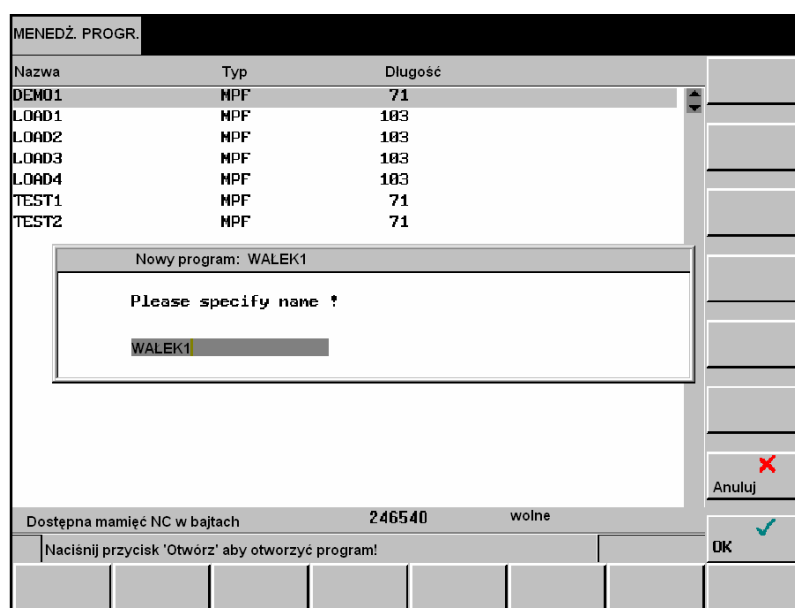 MENEDŻ. PROGR.
Nazwa Typ Długość
DEMO1 MPF 71
LOAD1 MPF 103
LOAD2 MPF 103
LOAD3 MPF 103
LOAD4 MPF 103
TEST1 MPF 71
TEST2 MPF 71
Nowy program: WALEK1
Please specify name !
WALEK1
Anuluj
Dostępna mamięć NC w bajtach 246540 wolne
Naciśnij przycisk 'Otwórz' aby otworzyć program!
OK